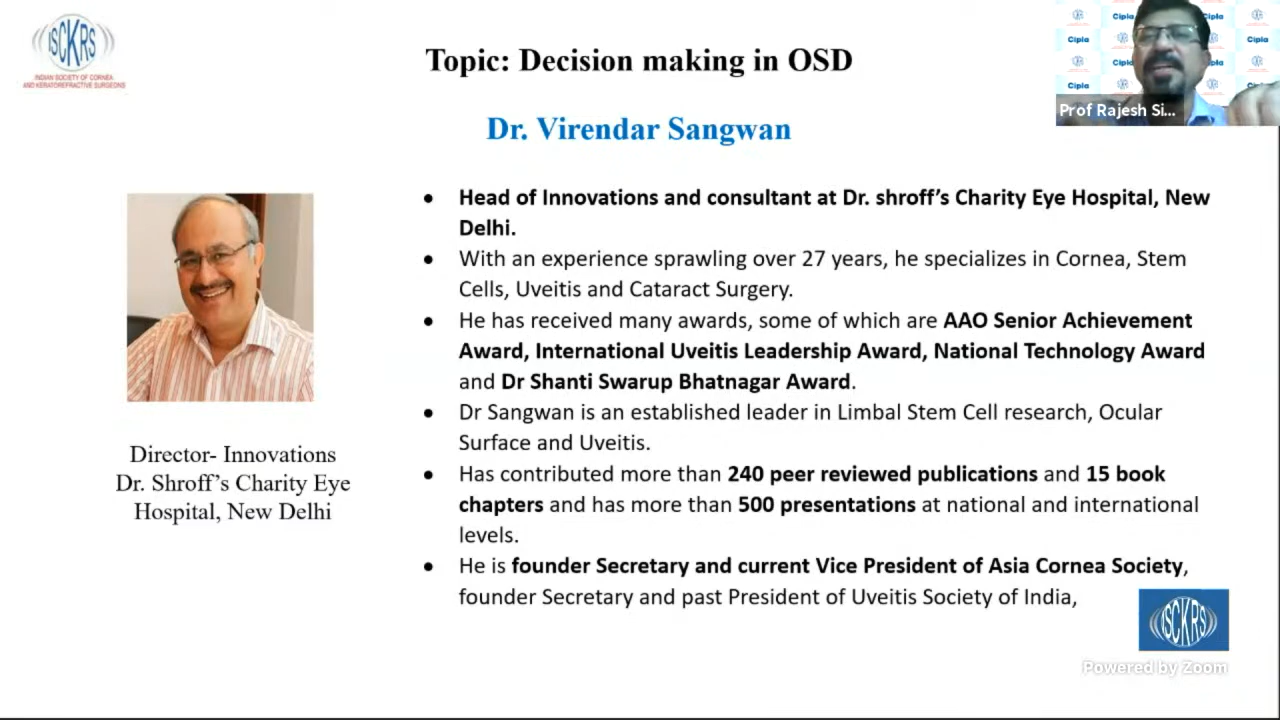 ISCKRS
INDIAN SOCIETY OF CORNEA
AND KERATOREFRACTIVE SURGEONS
Topic: Decision making in OSD
Dr. Virendar Sangwan
Cipla
Cipla
Cipla
Cipla
Cipla
Cipla
Cipla
Prof Rajesh Si...
Director- Innovations
Dr. Shroff’s Charity Eye
Hospital, New Delhi
● Head of Innovations and consultant at Dr. shroff’s Charity Eye Hospital, New
Delhi.
● With an experience sprawling over 27 years, he specializes in Cornea, Stem
Cells, Uveitis and Cataract Surgery.
● He has received many awards, some of which are AAO Senior Achievement
Award, International Uveitis Leadership Award, National Technology Award
and Dr Shanti Swarup Bhatnagar Award.
● Dr Sangwan is an established leader in Limbal Stem Cell research, Ocular
Surface and Uveitis.
● Has contributed more than 240 peer reviewed publications and 15 book
chapters and has more than 500 presentations at national and international
levels.
● He is founder Secretary and current Vice President of Asia Cornea Society,
founder Secretary and past President of Uveitis Society of India,
ISCKRS
Powered by Zoom